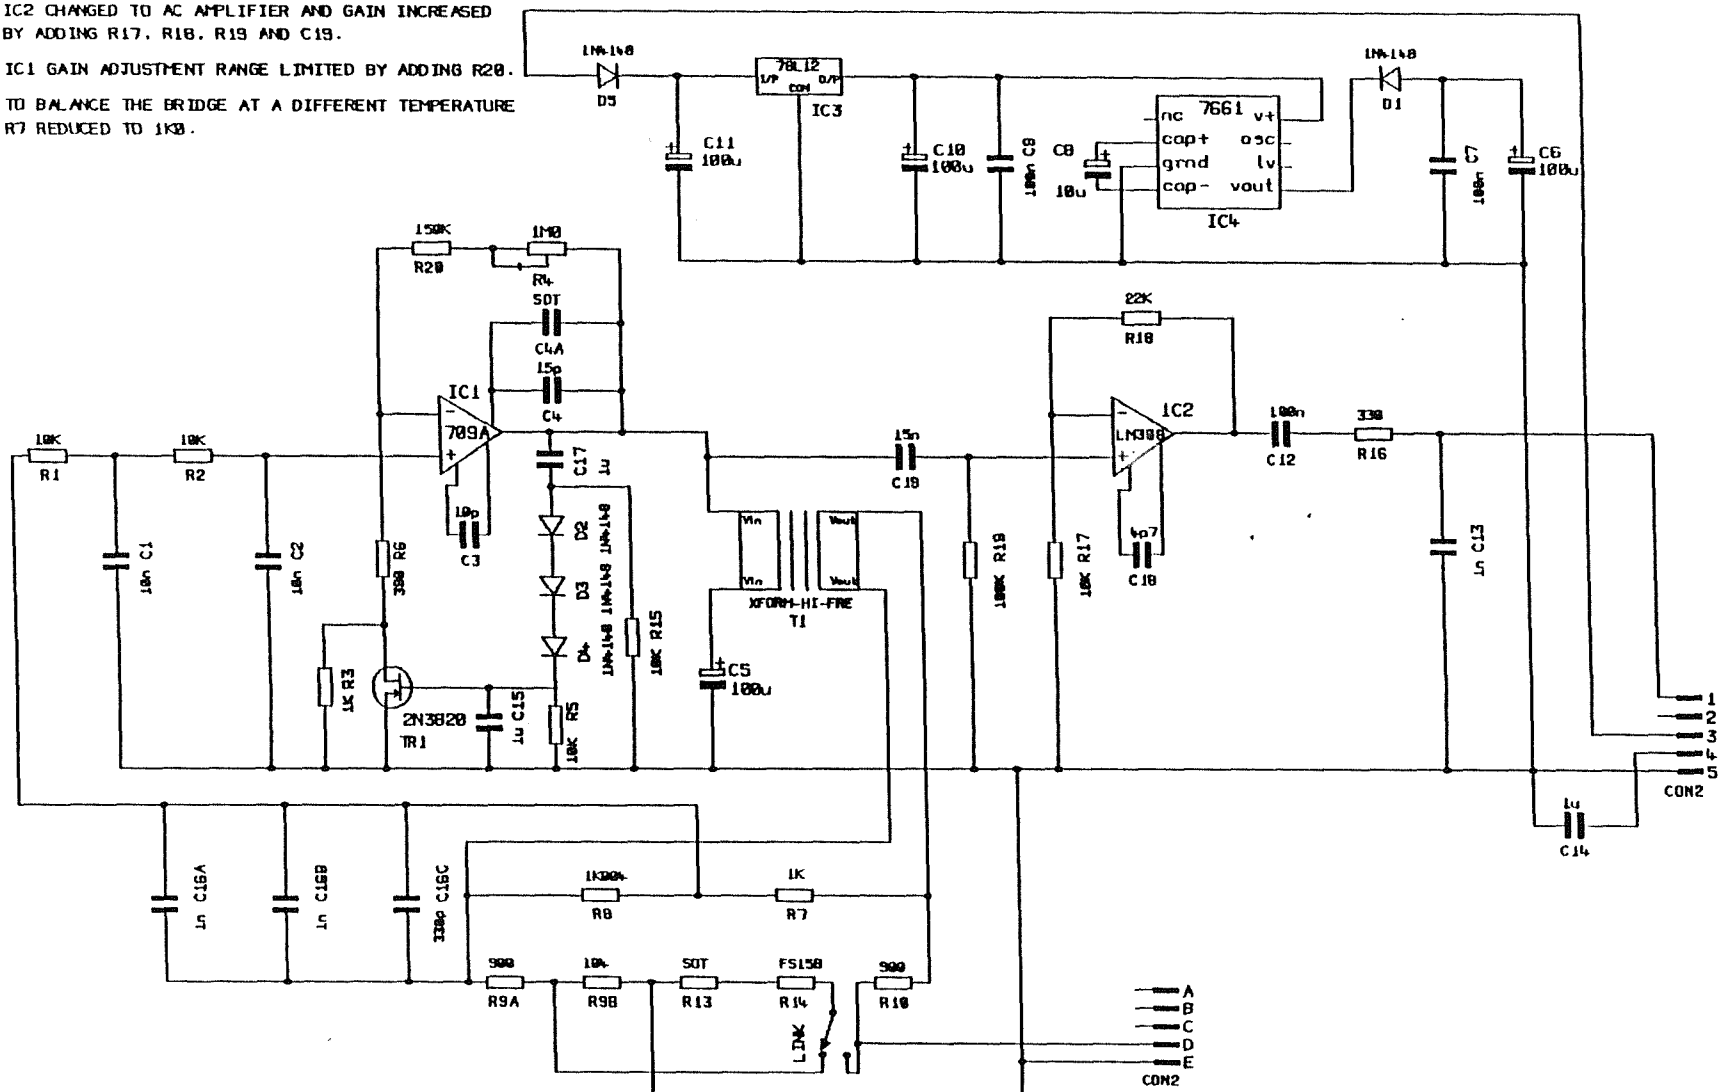 IC2 CHANGED TO AC AMPLIFIER AND GAIN INCREASED
BY ADDING R17, R18, R19 AND C19.
IC1 GAIN ADJUSTMENT RANGE LIMITED BY ADDING R20.
TO BALANCE THE BRIDGE AT A DIFFERENT TEMPERATURE
R7 REDUCED TO 1K0.
1N4148
D5
78L12
I/P
O/P
COM
IC3
C11
100u
C10
100u
100n C9
C8
10u
7661
nc
v+
cap+
osc
grnd
lv
cap-
vout
IC4
1N4148
D1
100n C7
C6
100u
150K
R20
1M0
R4
SOT
C4A
15p
C4
IC1
709A
-
+
10K
R1
10K
R2
10n C1
10n C2
10p
C3
390 R6
C17
1u
D2
1N4148
D3
1N4148
D4
1N4148
10K R15
1K R3
2N3820
TR1
1u C15
10K R5
Vin
Vin
Vout
Vout
XFORM-HI-FRE
T1
C5
100u
15n
C19
100K R19
22K
R18
IC2
LM308
-
+
4p7
C18
10K R17
100n
C12
330
R16
1n C13
1
2
3
4
5
CON2
1u
C14
1n C16A
1n C16B
330p C16C
1K004
R8
1K
R7
900
R9A
104
R9B
SOT
R13
FS15B
R14
LINK
900
R10
A
B
C
D
E
CON2